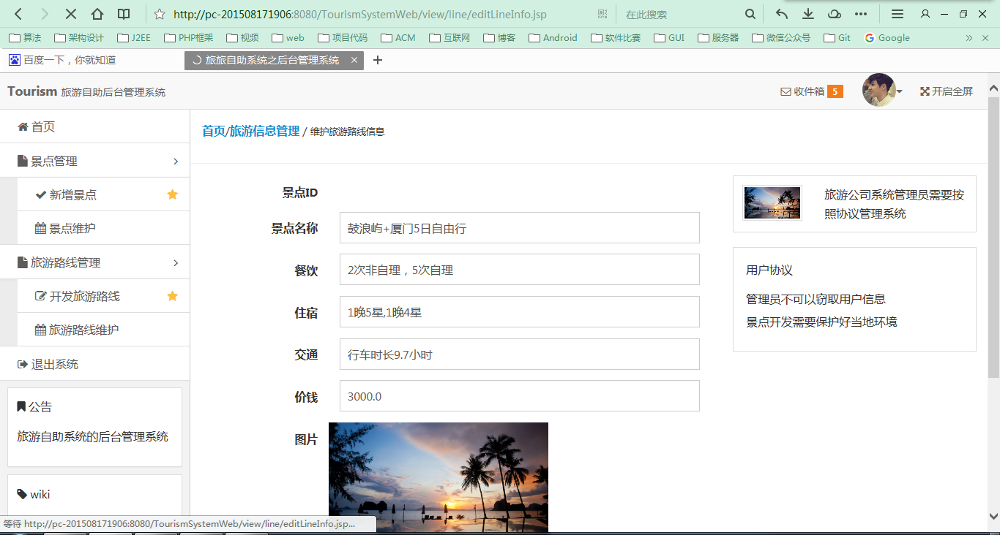 http://pc-201508171906:8080/TourismSystemWeb/view/line/editLineInfo.jsp
在此搜索
算法 架构设计 J2EE PHP框架 视频 web 项目代码 ACM 互联网 博客 Android 软件比赛 GUI 服务器 微信公众号 Git Google
百度一下，你就知道
旅旅自助系统之后台管理系统
Tourism 旅游自助后台管理系统
收件箱 5
开启全屏
首页
景点管理
新增景点
景点维护
旅游路线管理
开发旅游路线
旅游路线维护
退出系统
公告
旅游自助系统的后台管理系统
wiki
首页/旅游信息管理 / 维护旅游路线信息
景点ID
景点名称 鼓浪屿+厦门5日自由行
餐饮 2次非自理，5次自理
住宿 1晚5星,1晚4星
交通 行车时长9.7小时
价钱 3000.0
图片
旅游公司系统管理员需要按
照协议管理系统
用户协议
管理员不可以窃取用户信息
景点开发需要保护好当地环境
等待 http://pc-201508171906:8080/TourismSystemWeb/view/line/editLineInfo.jsp...